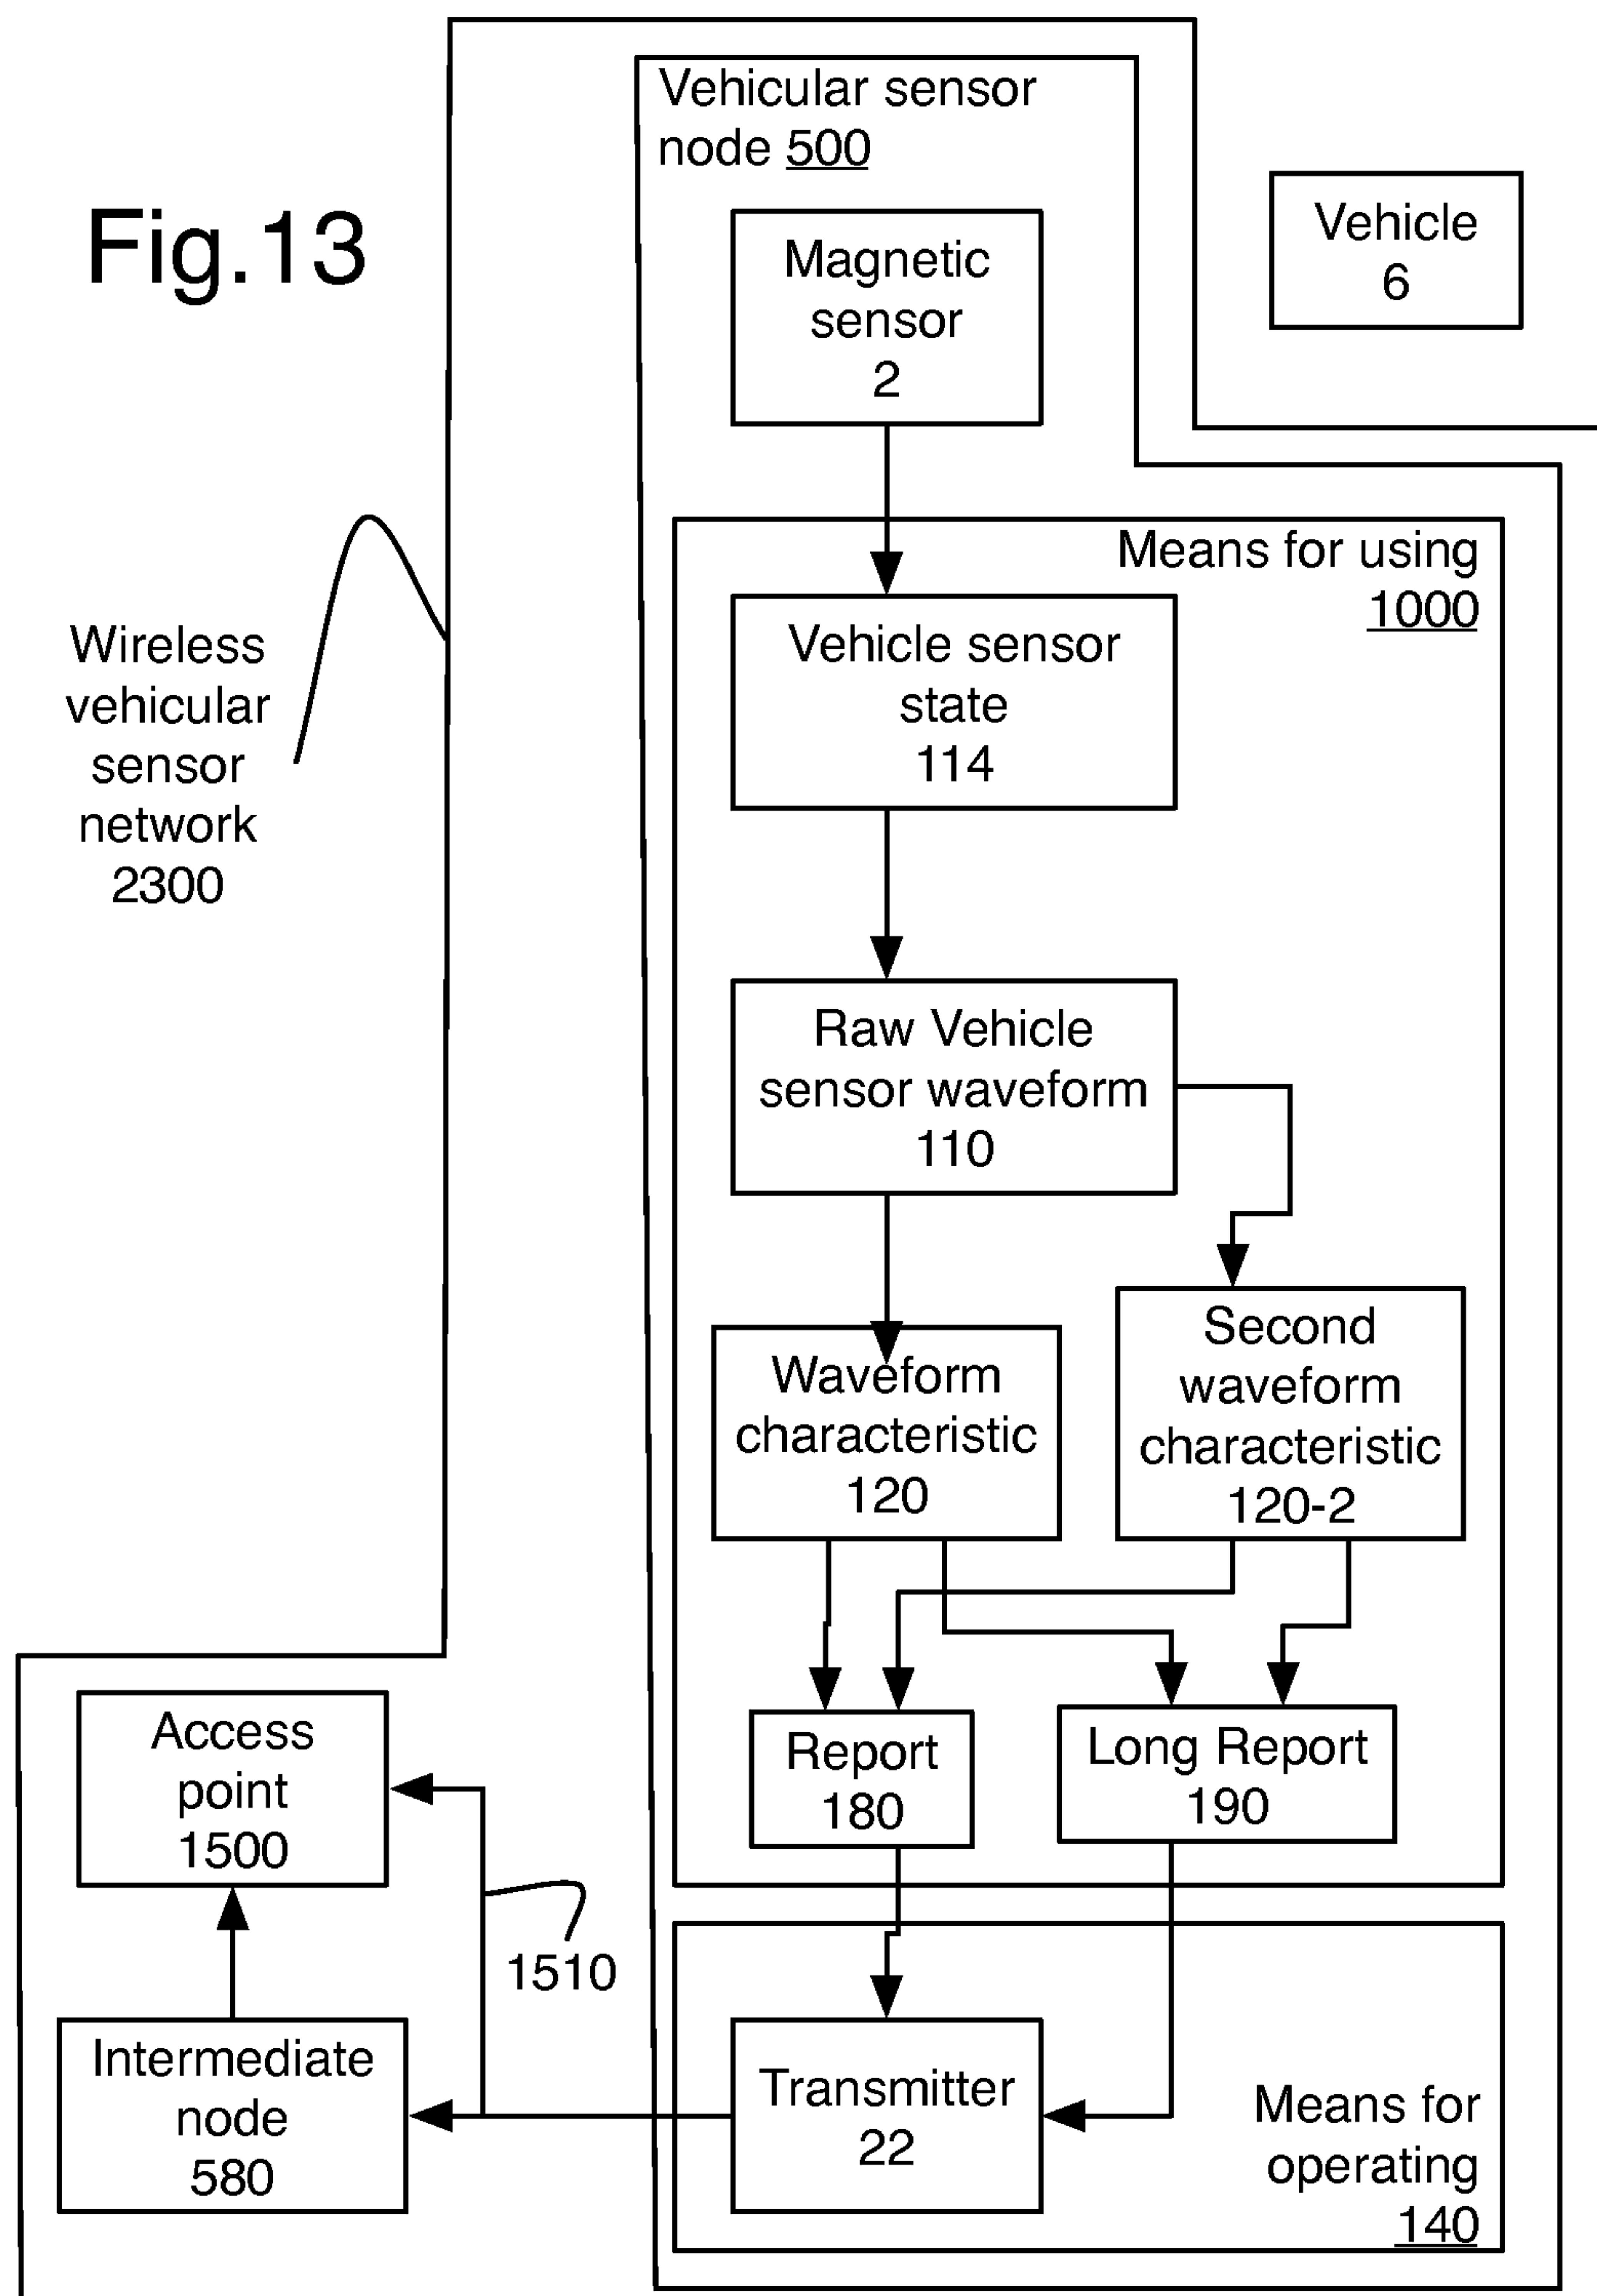 Fig.13
Vehicular sensor
node 500
Vehicle
6
Magnetic
sensor
2
Means for using
1000
Wireless
vehicular
sensor
network
2300
Vehicle sensor
state
114
Raw Vehicle
sensor waveform
110
Waveform
characteristic
120
Second
waveform
characteristic
120-2
Report
180
Long Report
190
Access
point
1500
1510
Intermediate
node
580
Transmitter
22
Means for
operating
140